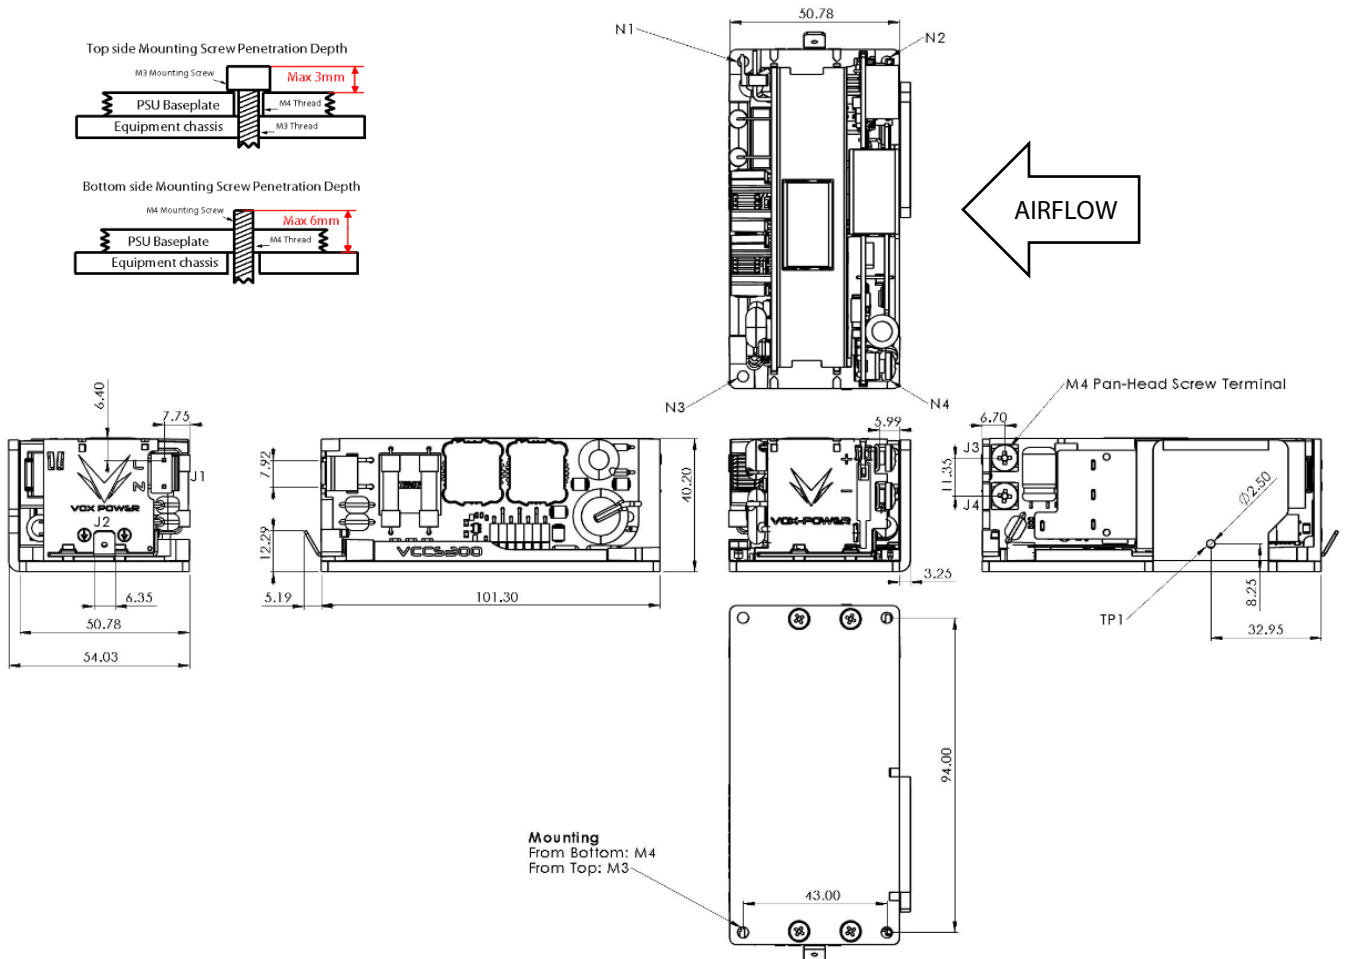 Top side Mounting Screw Penetration Depth
M3 Mounting Screw
Max 3mm
PSU Baseplate
M4 Thread
Equipment chassis
M3 Thread
Bottom side Mounting Screw Penetration Depth
M4 Mounting Screw
Max 6mm
PSU Baseplate
M4 Thread
Equipment chassis
50.78
N1
N2
AIRFLOW
N3
N4
6.40
7.75
L
N
J1
VOX POWER
J2
6.35
50.78
54.03
7.92
12.29
VCCS300
5.19
101.30
40.20
5.99
+
-
VOX-POWER
3.25
M4 Pan-Head Screw Terminal
6.70
J3
11.35
J4
Ø2.50
TP1
8.25
32.95
94.00
Mounting
From Bottom: M4
From Top: M3
43.00